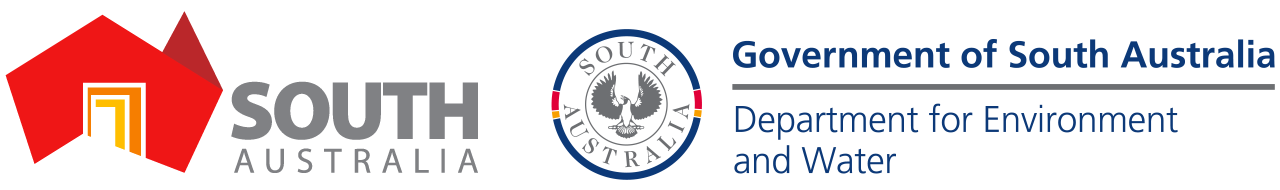 SOUTH
AUSTRALIA
SOUTH
AUSTRALIA
Government of South Australia
Department for Environment
and Water